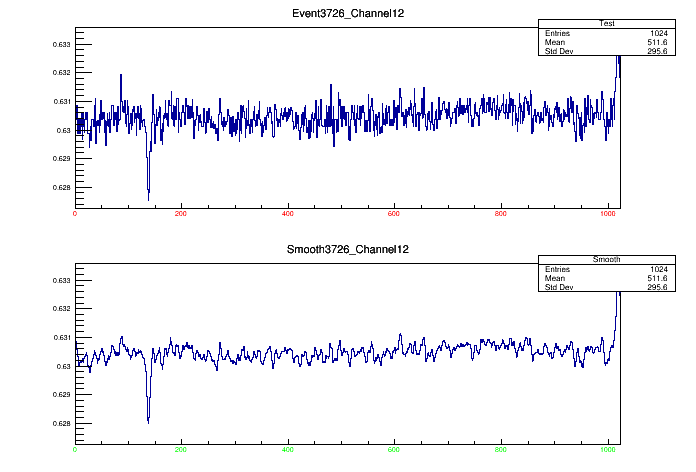 Event3726_Channel12
Test
Entries 1024
Mean 511.6
Std Dev 295.6
0.633
0.632
0.631
0.63
0.629
0.628
0 200 400 600 800 1000
Smooth3726_Channel12
Smooth
Entries 1024
Mean 511.6
Std Dev 295.6
0.633
0.632
0.631
0.63
0.629
0.628
0 200 400 600 800 1000